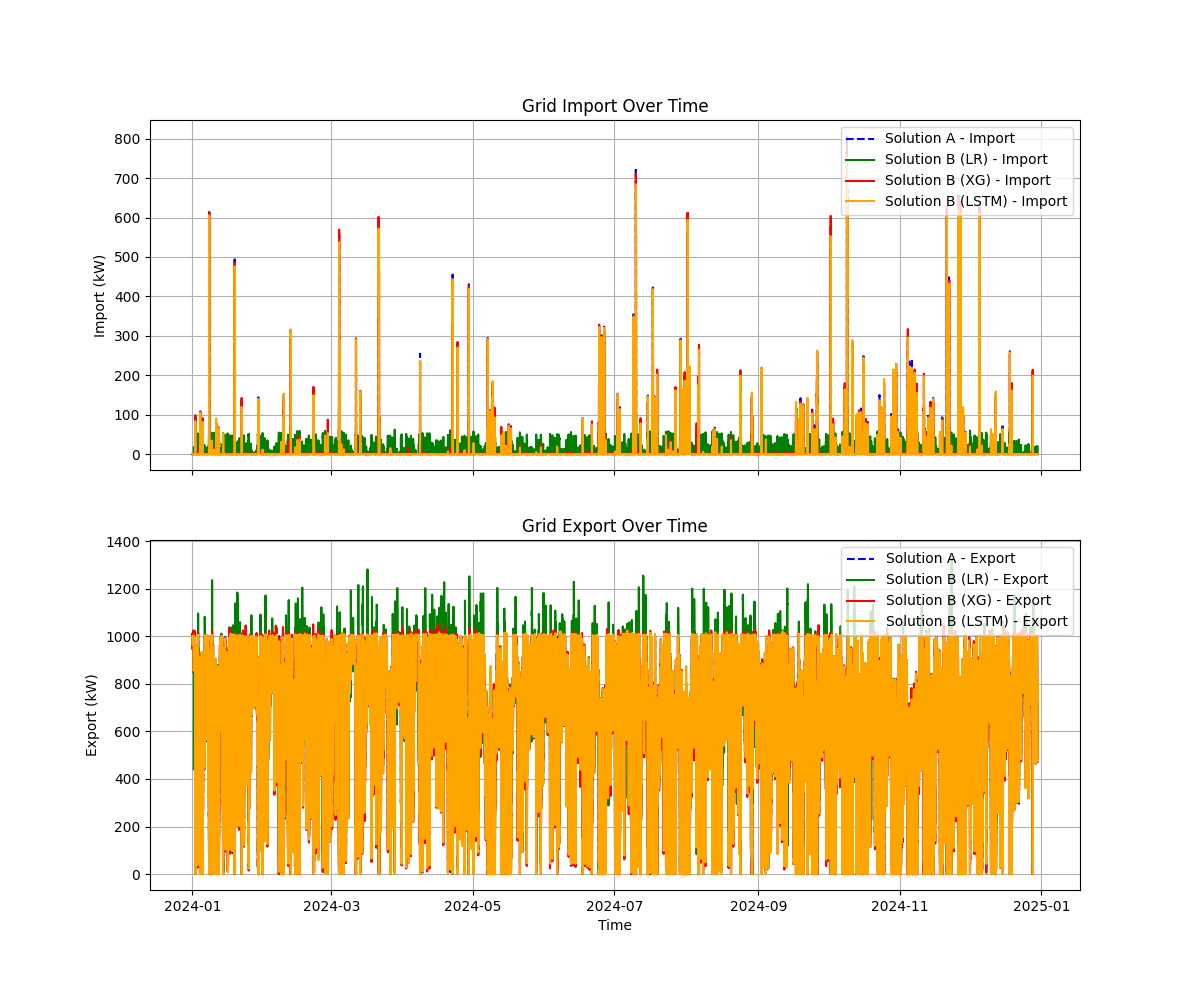 Grid Import Over Time
800
700
600
500
400
300
200
100
0
Import (kW)
Solution A - Import
Solution B (LR) - Import
Solution B (XG) - Import
Solution B (LSTM) - Import
Grid Export Over Time
1400
1200
1000
800
600
400
200
0
Export (kW)
Solution A - Export
Solution B (LR) - Export
Solution B (XG) - Export
Solution B (LSTM) - Export
2024-01 2024-03 2024-05 2024-07 2024-09 2024-11 2025-01
Time